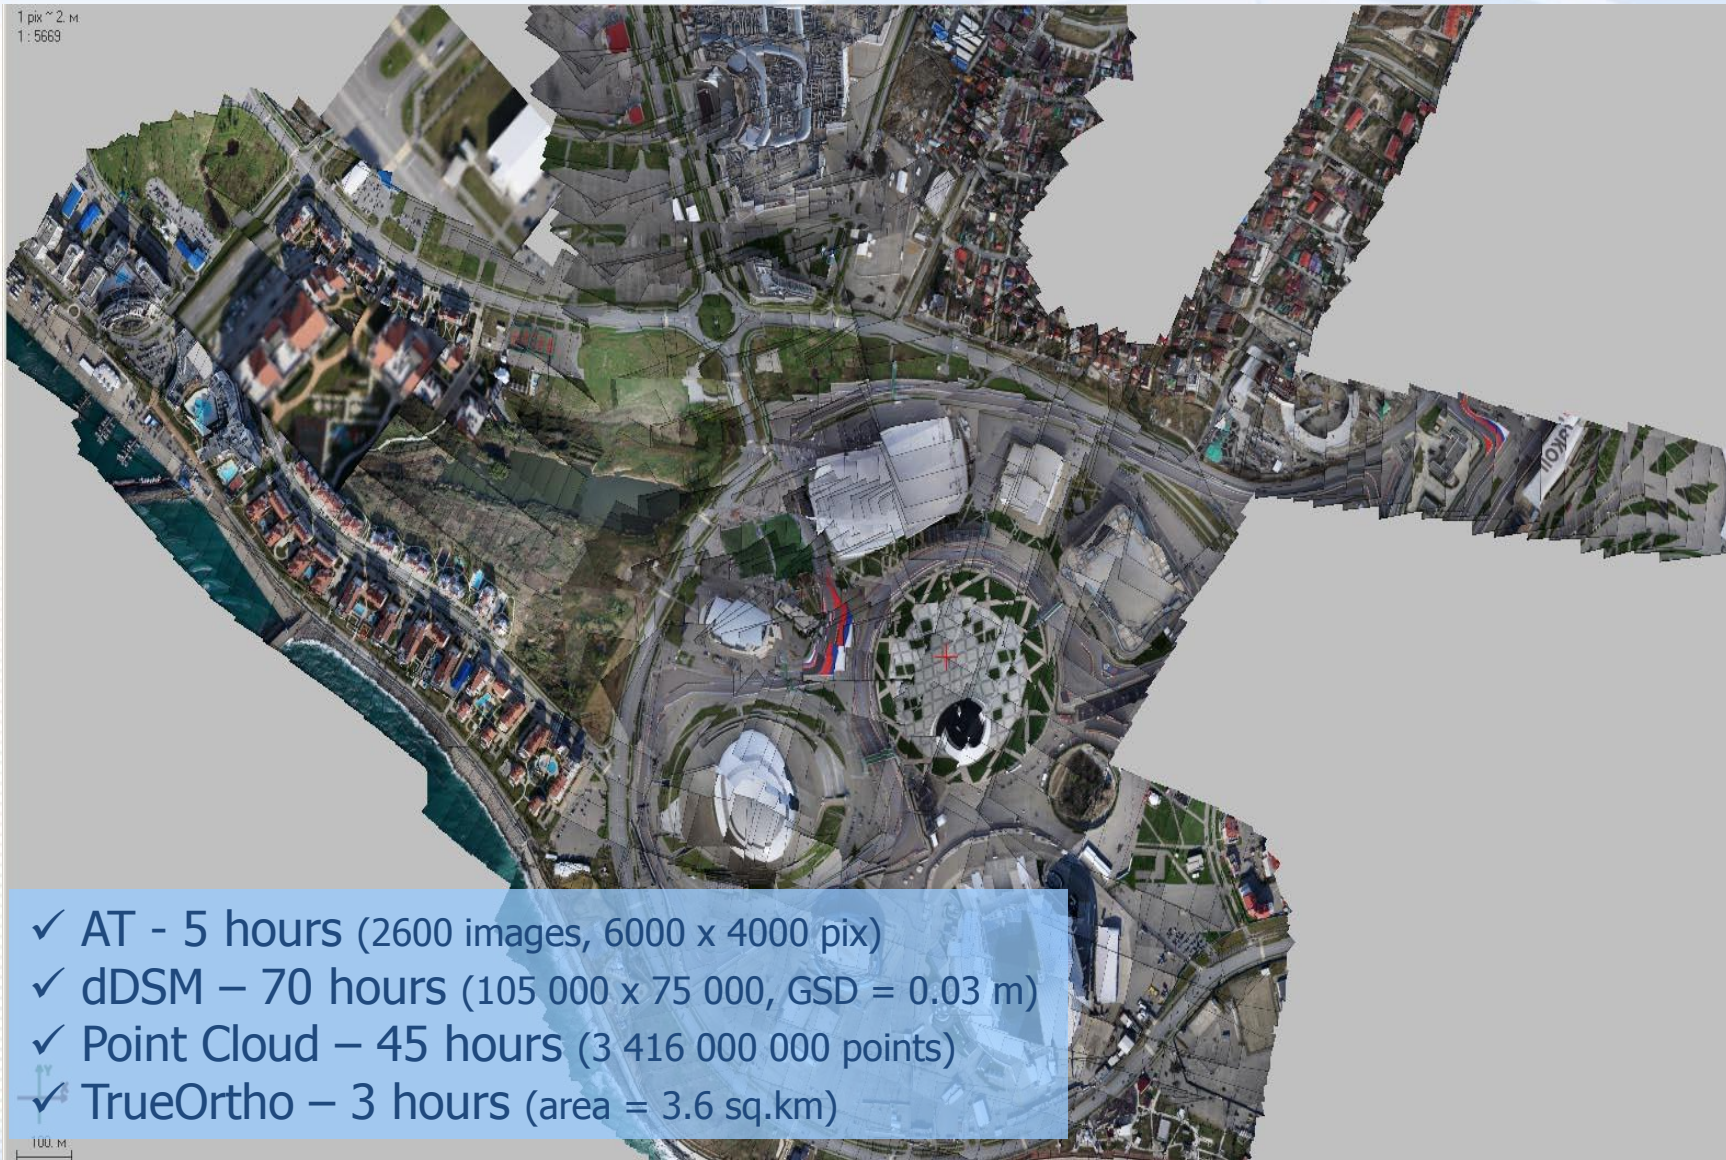 1 pix ~ 2. м
1 : 5669
✓ AT - 5 hours (2600 images, 6000 x 4000 pix)
✓ dDSM – 70 hours (105 000 x 75 000, GSD = 0.03 m)
✓ Point Cloud – 45 hours (3 416 000 000 points)
✓ TrueOrtho – 3 hours (area = 3.6 sq.km)
Y
100. м